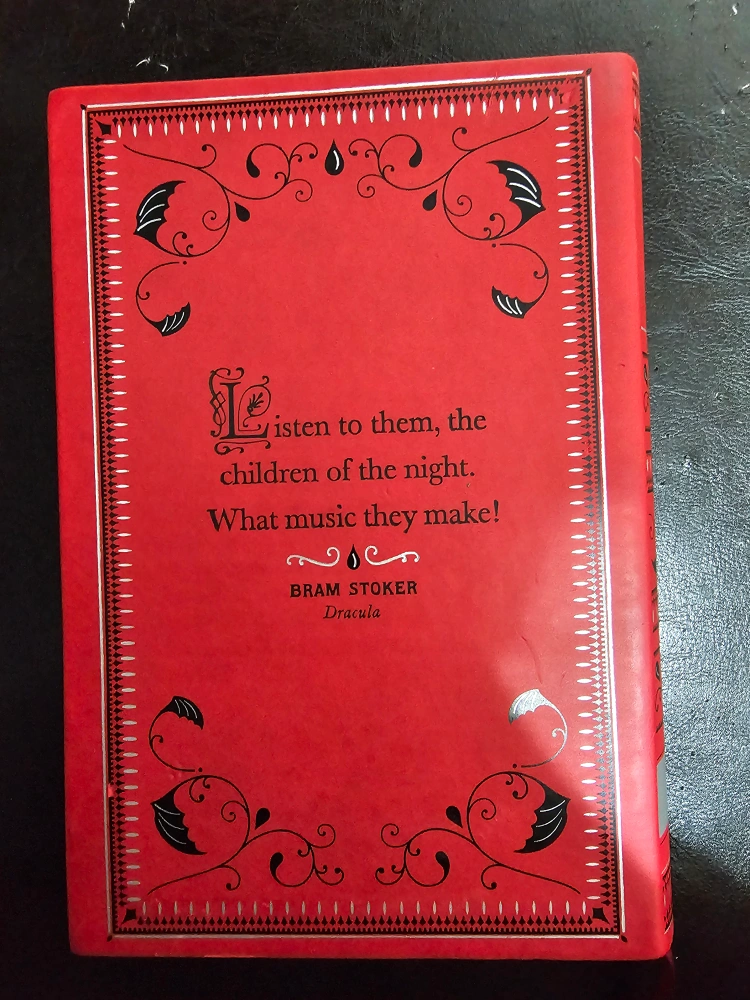 Listen to them, the
children of the night.
What music they make!
BRAM STOKER
Dracula